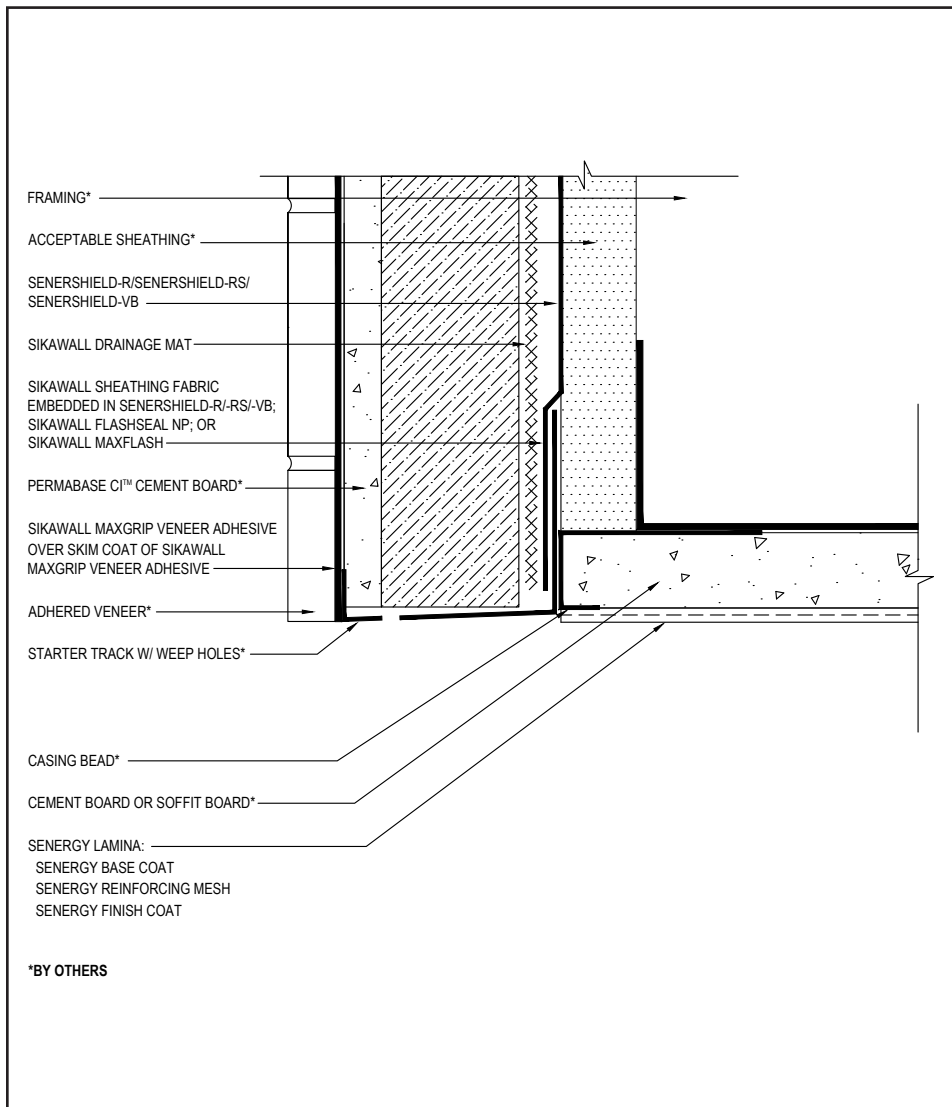 FRAMING*
ACCEPTABLE SHEATHING*
SENERSHIELD-R/SENERSHIELD-RS/
SENERSHIELD-VB
SIKAWALL DRAINAGE MAT
SIKAWALL SHEATHING FABRIC
EMBEDDED IN SENERSHIELD-R/-RS/-VB;
SIKAWALL FLASHSEAL NP; OR
SIKAWALL MAXFLASH
PERMABASE CI™ CEMENT BOARD*
SIKAWALL MAXGRIP VENEER ADHESIVE
OVER SKIM COAT OF SIKAWALL
MAXGRIP VENEER ADHESIVE
ADHERED VENEER*
STARTER TRACK W/ WEEP HOLES*
CASING BEAD*
CEMENT BOARD OR SOFFIT BOARD*
SENERGY LAMINA:
SENERGY BASE COAT
SENERGY REINFORCING MESH
SENERGY FINISH COAT
*BY OTHERS